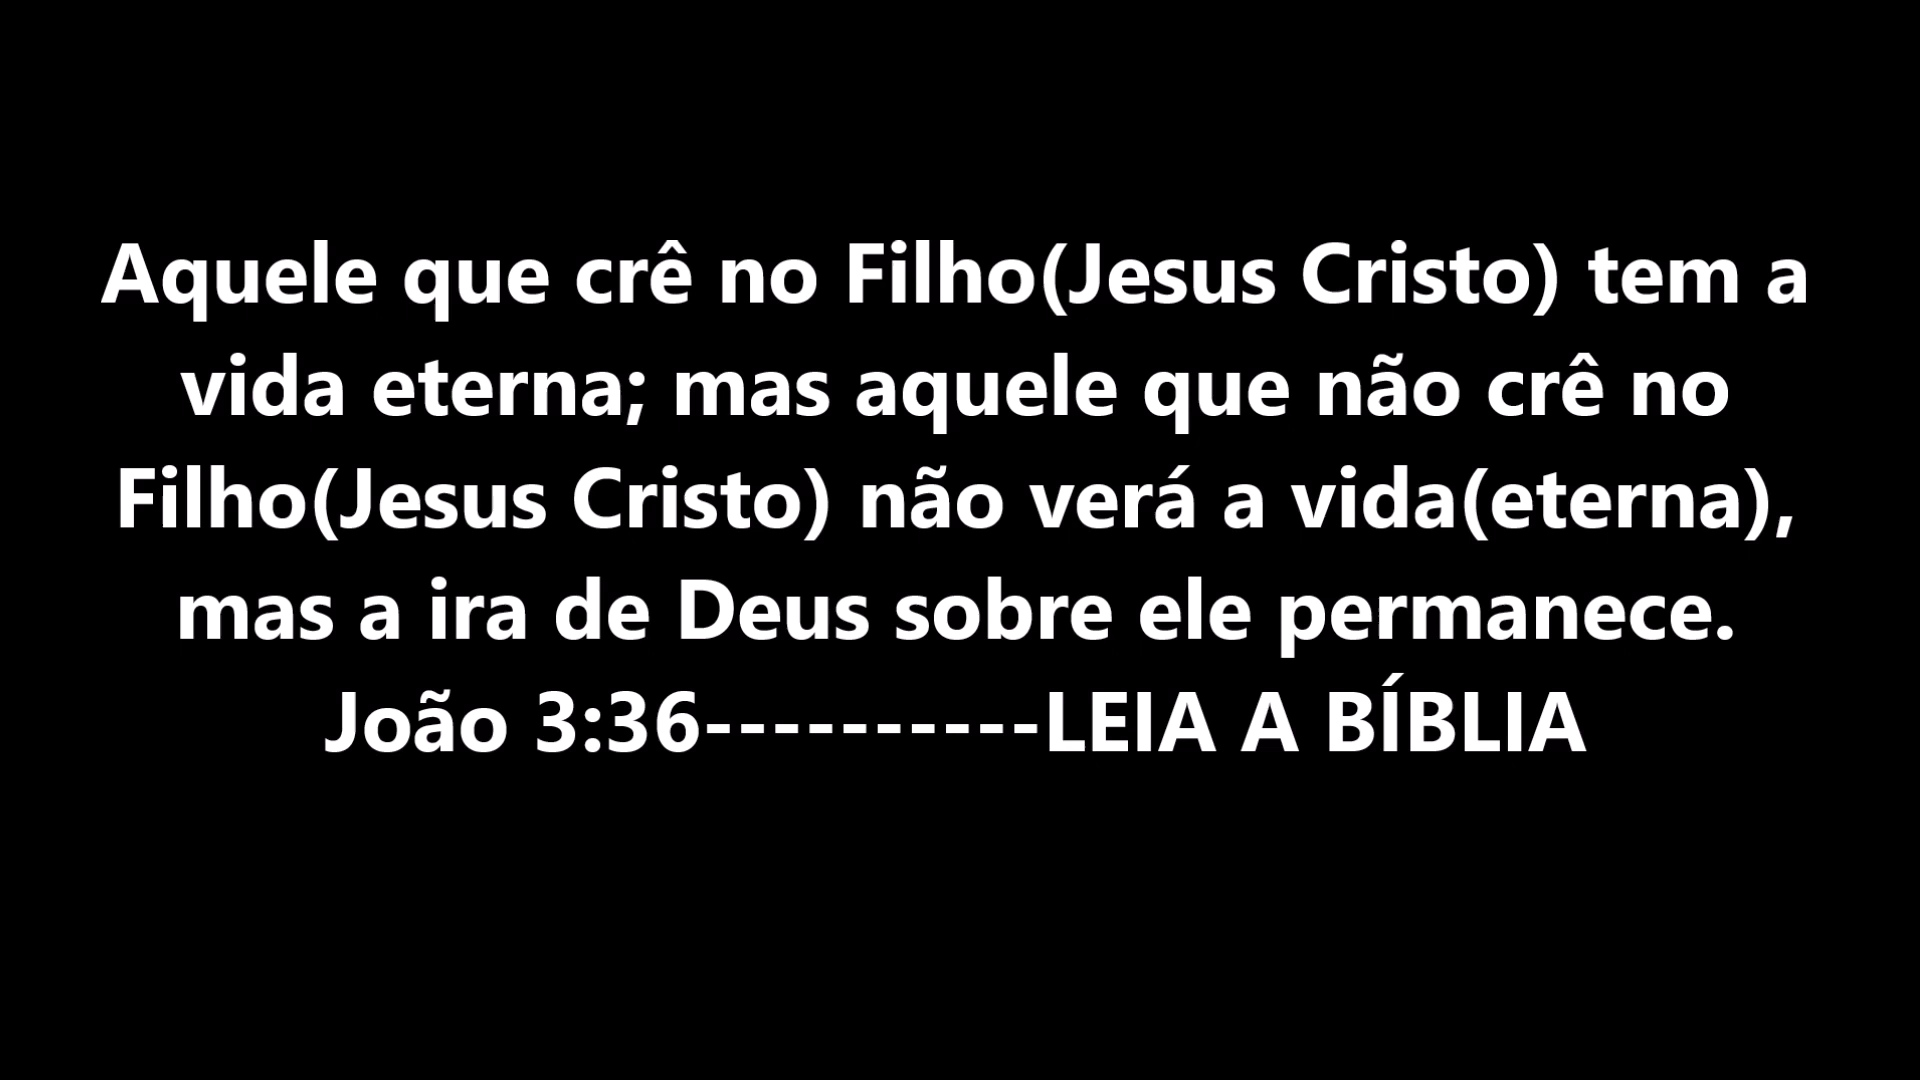 Aquele que crê no Filho(Jesus Cristo) tem a
vida eterna; mas aquele que não crê no
Filho(Jesus Cristo) não verá a vida(eterna),
mas a ira de Deus sobre ele permanece.
João 3:36----------LEIA A BÍBLIA